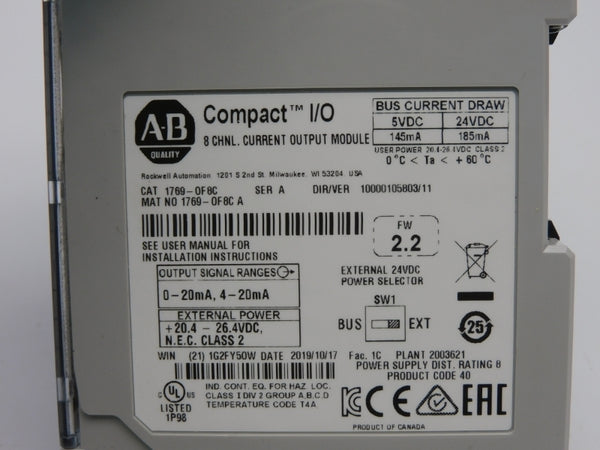 A-B
QUALITY
Compact™ I/O
8 CHNL. CURRENT OUTPUT MODULE
BUS CURRENT DRAW
5VDC 24VDC
145mA 185mA
USER POWER 20.4-26.4VDC CLASS 2
0°C < Ta < +60°C
Rockwell Automation 1201 S 2nd St. Milwaukee, WI 53204 USA
CAT 1769-OF8C SER A DIR/VER 10000105803/11
MAT NO 1769-OF8C A
SEE USER MANUAL FOR
INSTALLATION INSTRUCTIONS
FW
2.2
OUTPUT SIGNAL RANGES
0-20mA, 4-20mA
EXTERNAL POWER
+20.4 - 26.4VDC,
N.E.C. CLASS 2
EXTERNAL 24VDC
POWER SELECTOR
SW1
BUS EXT
25
WIN (21) 1G2FY50W DATE 2019/10/17 Fac. 1C PLANT 2003621
POWER SUPPLY DIST. RATING 8
PRODUCT CODE 40
C UL US
LISTED
1P98
IND. CONT. EQ. FOR HAZ. LOC.
CLASS I DIV 2 GROUP A,B,C,D
TEMPERATURE CODE T4A
KC CE EAC
PRODUCT OF CANADA